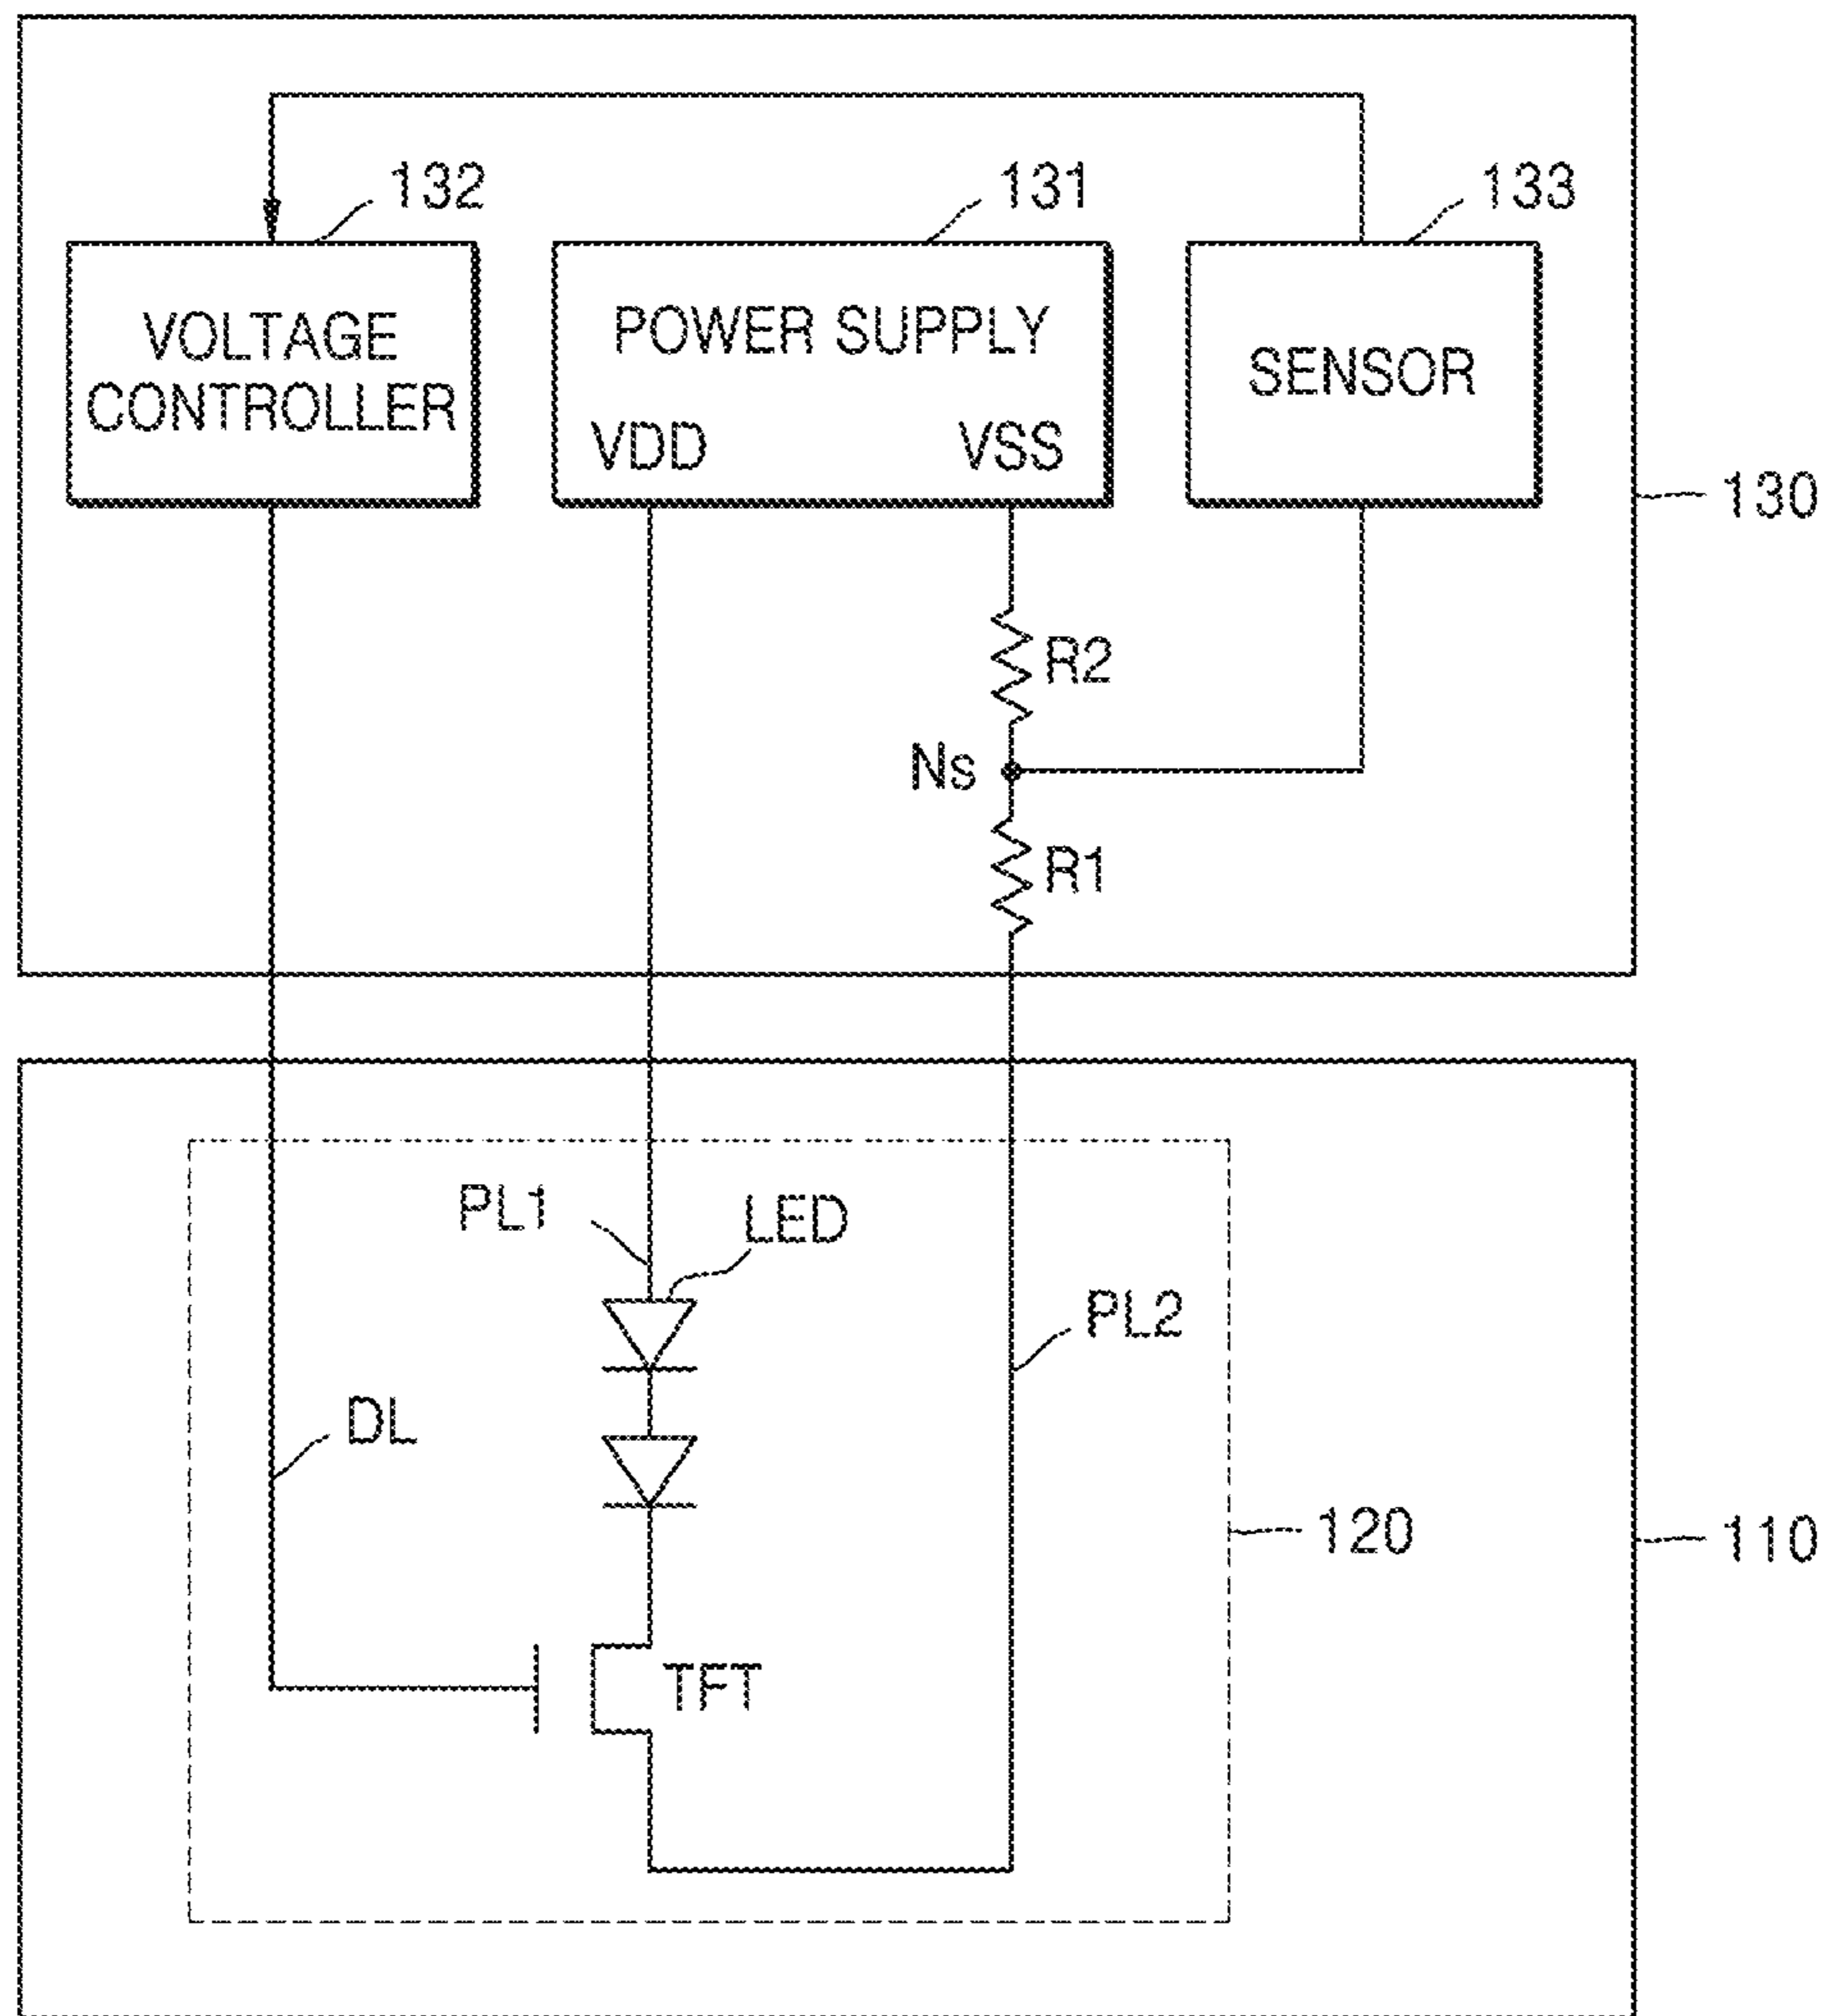 132
131
133
VOLTAGE
CONTROLLER
POWER SUPPLY
VDD
VSS
SENSOR
130
R2
Ns
R1
PL1
LED
PL2
DL
120
110
TFT